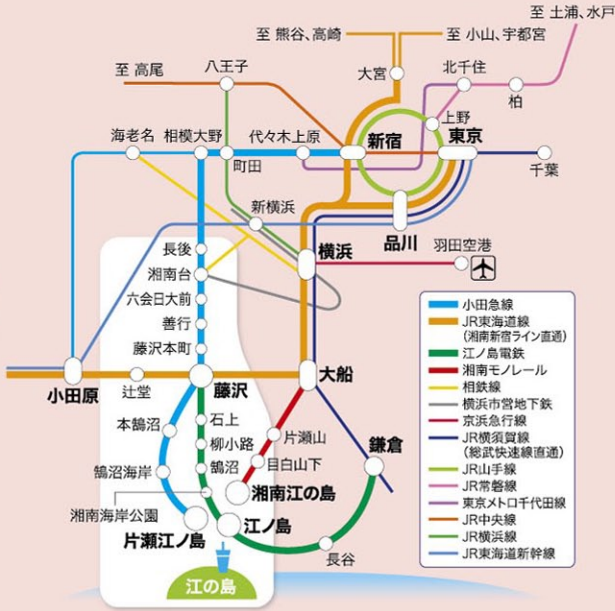 至 土浦、水戸
至 熊谷、高崎
至 小山、宇都宮
至 高尾
八王子
大宮
北千住
柏
上野
海老名
相模大野
代々木上原
新宿
東京
町田
千葉
新横浜
品川
長後
横浜
羽田空港
湘南台
六会日大前
善行
藤沢本町
小田原
辻堂
藤沢
大船
本鵠沼
石上
柳小路
鵠沼
片瀬山
目白山下
鎌倉
鵠沼海岸
湘南江の島
湘南海岸公園
片瀬江ノ島
江ノ島
長谷
江の島
小田急線
JR東海道線
(湘南新宿ライン直通)
江ノ島電鉄
湘南モノレール
相鉄線
横浜市営地下鉄
京浜急行線
JR横須賀線
(総武快速線直通)
JR山手線
JR常磐線
東京メトロ千代田線
JR中央線
JR横浜線
JR東海道新幹線